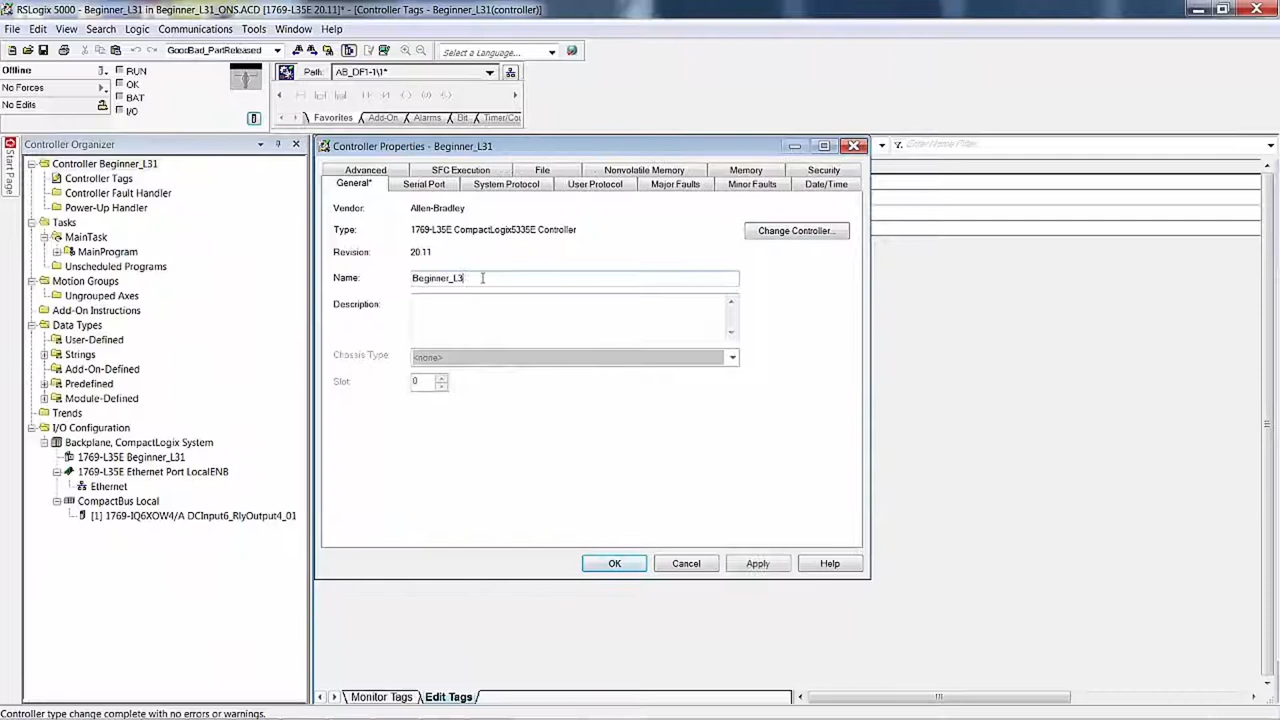 RSLogix 5000 - Beginner_L31 in Beginner_L31_ONS.ACD [1769-L35E 20.11]* - [Controller Tags - Beginner_L31(controller)]
File Edit View Search Logic Communications Tools Window Help
GoodBad_PartReleased
Select a Language...
Offline
RUN
No Forces
OK
BAT
No Edits
I/O
Path: AB_DF1-1\1*
Favorites Add-On Alarms Bit Timer/Cou
Start Page
Controller Organizer
Controller Beginner_L31
Controller Tags
Controller Fault Handler
Power-Up Handler
Tasks
MainTask
MainProgram
Unscheduled Programs
Motion Groups
Ungrouped Axes
Add-On Instructions
Data Types
User-Defined
Strings
Add-On-Defined
Predefined
Module-Defined
Trends
I/O Configuration
Backplane, CompactLogix System
1769-L35E Beginner_L31
1769-L35E Ethernet Port LocalENB
Ethernet
CompactBus Local
[1] 1769-IQ6XOW4/A DCInput6_RlyOutput4_01
Controller Properties - Beginner_L31
Enter Name Filter...
Advanced SFC Execution File Nonvolatile Memory Memory Security
General* Serial Port System Protocol User Protocol Major Faults Minor Faults Date/Time
Vendor: Allen-Bradley
Type: 1769-L35E CompactLogix5335E Controller
Change Controller...
Revision: 20.11
Name: Beginner_L3
Description:
Chassis Type <none>
Slot: 0
OK Cancel Apply Help
Monitor Tags Edit Tags
Controller type change complete with no errors or warnings.